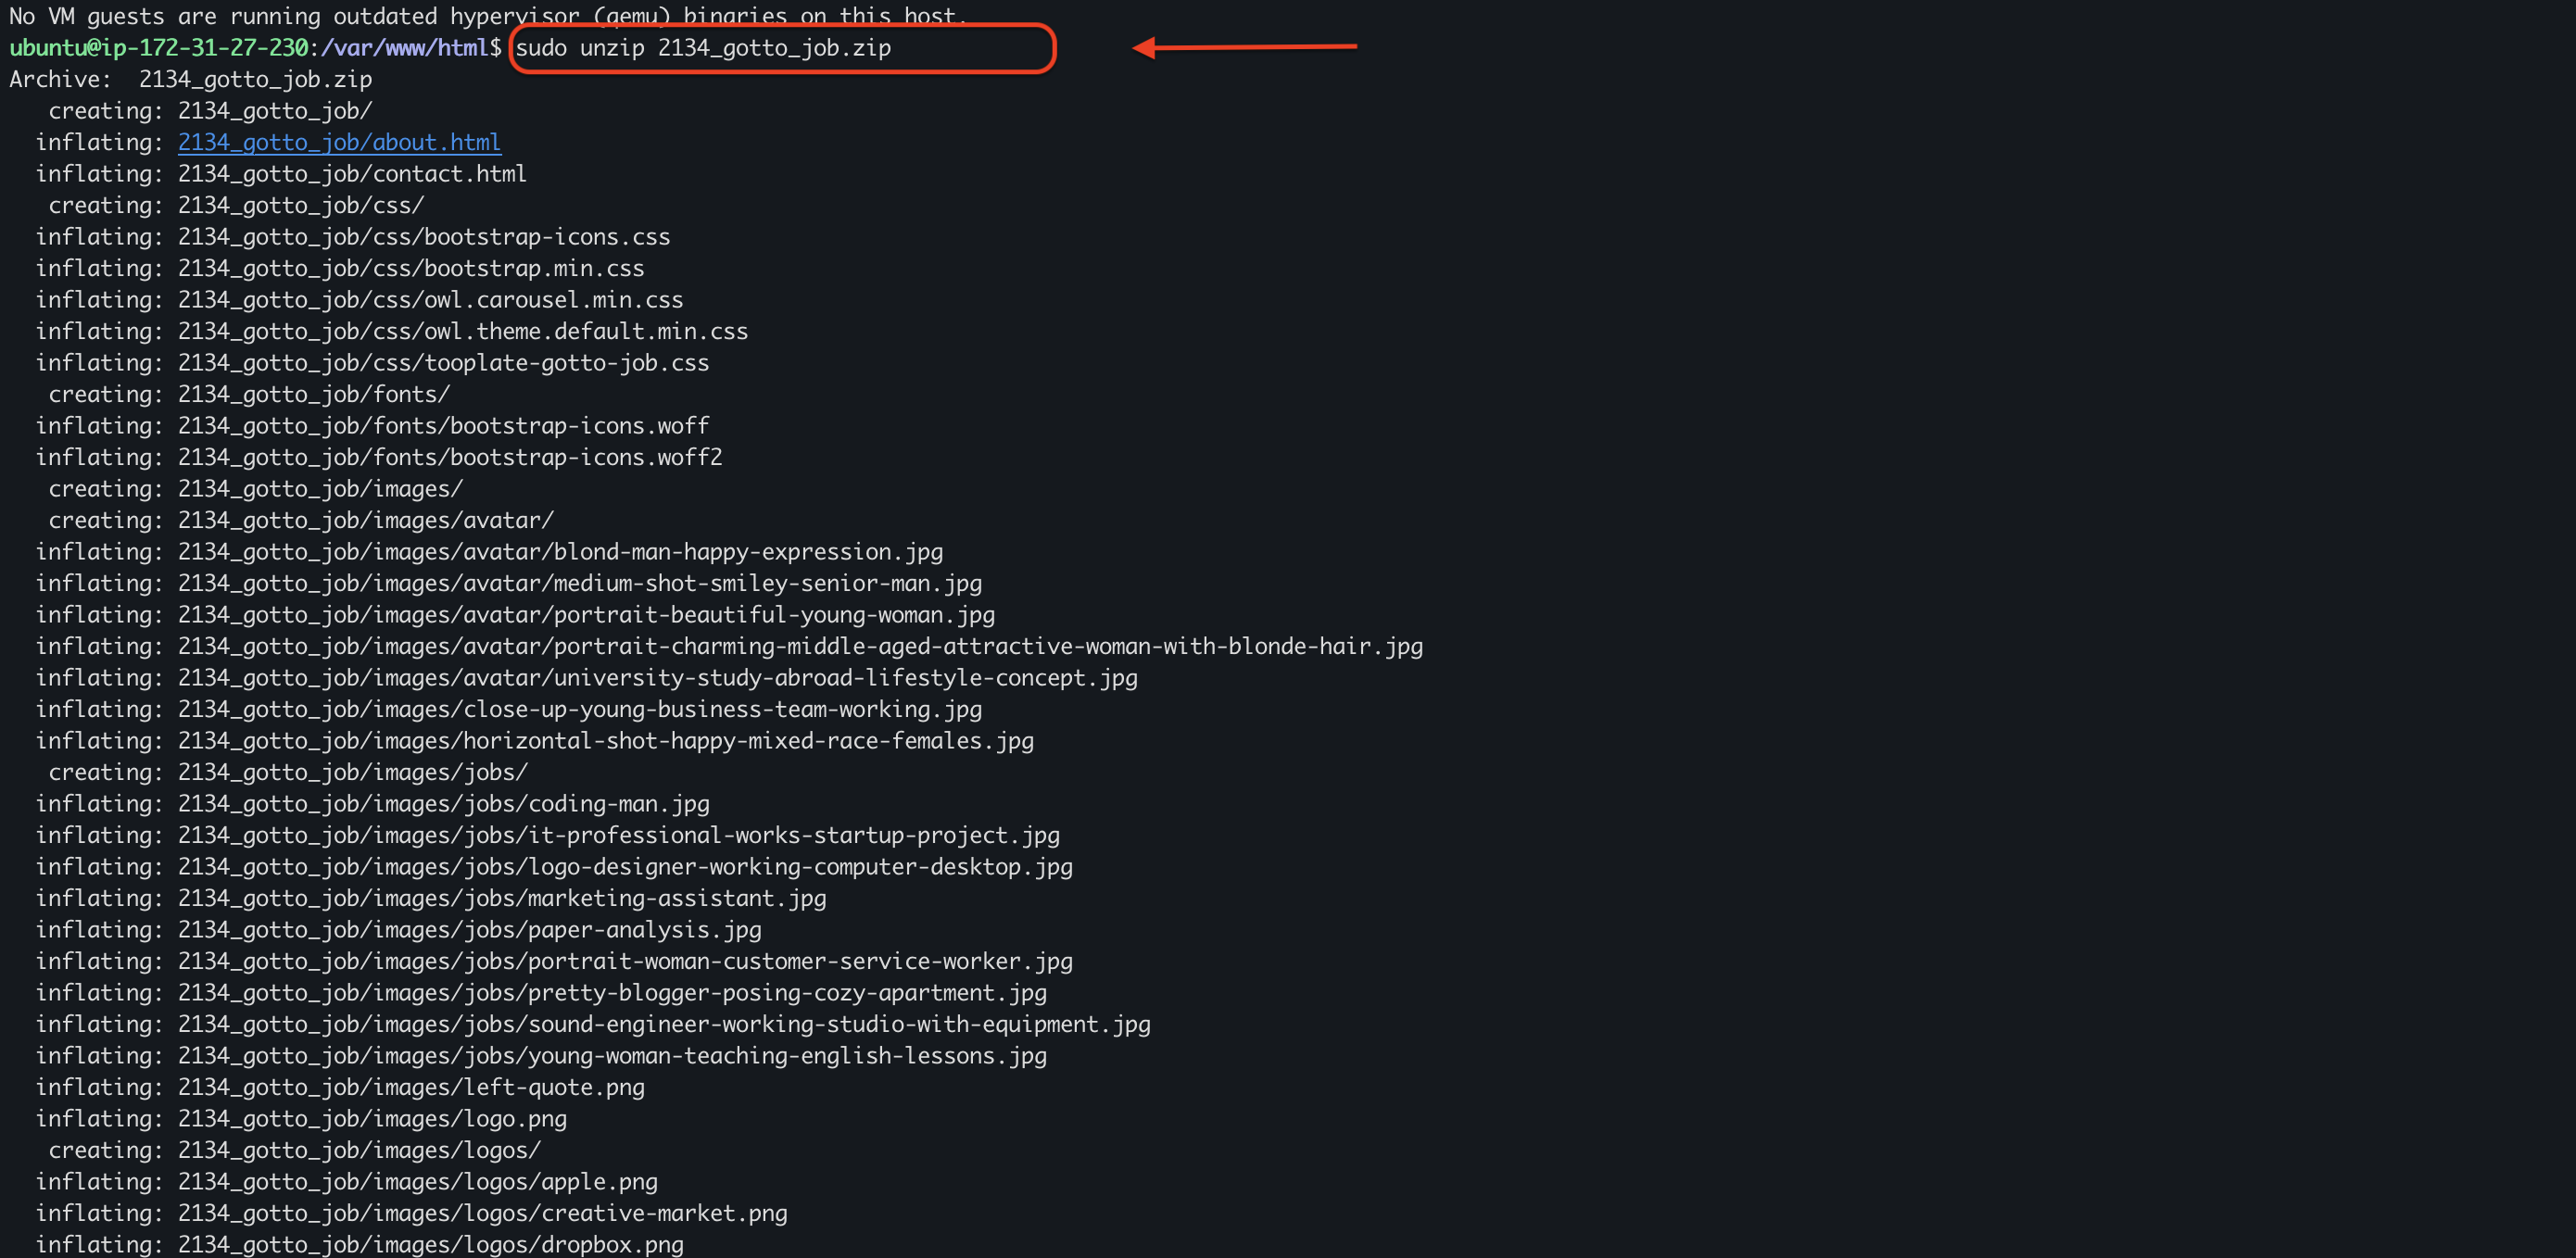 No VM guests are running outdated hypervisor (qemu) binaries on this host.
ubuntu@ip-172-31-27-230:/var/www/html$ sudo unzip 2134_gotto_job.zip
Archive:  2134_gotto_job.zip
   creating: 2134_gotto_job/
  inflating: 2134_gotto_job/about.html
  inflating: 2134_gotto_job/contact.html
   creating: 2134_gotto_job/css/
  inflating: 2134_gotto_job/css/bootstrap-icons.css
  inflating: 2134_gotto_job/css/bootstrap.min.css
  inflating: 2134_gotto_job/css/owl.carousel.min.css
  inflating: 2134_gotto_job/css/owl.theme.default.min.css
  inflating: 2134_gotto_job/css/tooplate-gotto-job.css
   creating: 2134_gotto_job/fonts/
  inflating: 2134_gotto_job/fonts/bootstrap-icons.woff
  inflating: 2134_gotto_job/fonts/bootstrap-icons.woff2
   creating: 2134_gotto_job/images/
   creating: 2134_gotto_job/images/avatar/
  inflating: 2134_gotto_job/images/avatar/blond-man-happy-expression.jpg
  inflating: 2134_gotto_job/images/avatar/medium-shot-smiley-senior-man.jpg
  inflating: 2134_gotto_job/images/avatar/portrait-beautiful-young-woman.jpg
  inflating: 2134_gotto_job/images/avatar/portrait-charming-middle-aged-attractive-woman-with-blonde-hair.jpg
  inflating: 2134_gotto_job/images/avatar/university-study-abroad-lifestyle-concept.jpg
  inflating: 2134_gotto_job/images/close-up-young-business-team-working.jpg
  inflating: 2134_gotto_job/images/horizontal-shot-happy-mixed-race-females.jpg
   creating: 2134_gotto_job/images/jobs/
  inflating: 2134_gotto_job/images/jobs/coding-man.jpg
  inflating: 2134_gotto_job/images/jobs/it-professional-works-startup-project.jpg
  inflating: 2134_gotto_job/images/jobs/logo-designer-working-computer-desktop.jpg
  inflating: 2134_gotto_job/images/jobs/marketing-assistant.jpg
  inflating: 2134_gotto_job/images/jobs/paper-analysis.jpg
  inflating: 2134_gotto_job/images/jobs/portrait-woman-customer-service-worker.jpg
  inflating: 2134_gotto_job/images/jobs/pretty-blogger-posing-cozy-apartment.jpg
  inflating: 2134_gotto_job/images/jobs/sound-engineer-working-studio-with-equipment.jpg
  inflating: 2134_gotto_job/images/jobs/young-woman-teaching-english-lessons.jpg
  inflating: 2134_gotto_job/images/left-quote.png
  inflating: 2134_gotto_job/images/logo.png
   creating: 2134_gotto_job/images/logos/
  inflating: 2134_gotto_job/images/logos/apple.png
  inflating: 2134_gotto_job/images/logos/creative-market.png
  inflating: 2134_gotto_job/images/logos/dropbox.png